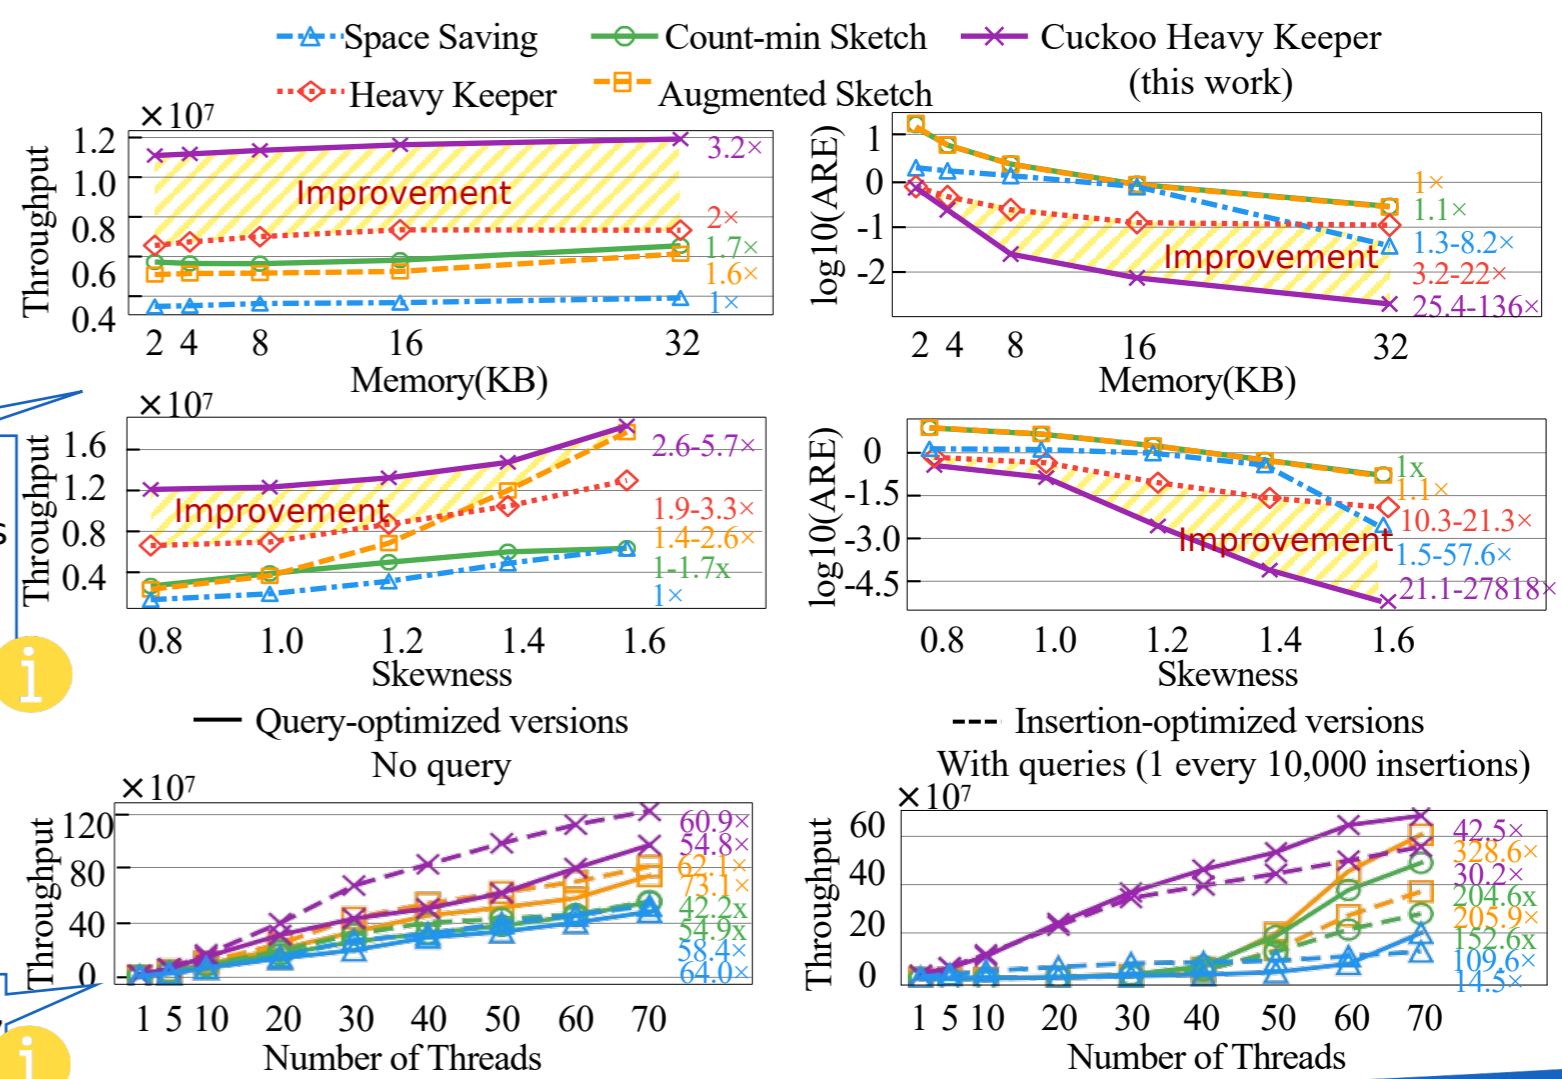 Space Saving
Count-min Sketch
Cuckoo Heavy Keeper
(this work)
Heavy Keeper
Augmented Sketch
×10⁷
Throughput
1.2
1.0
0.8
0.6
0.4
Improvement
3.2×
2×
1.7×
1.6×
1×
2 4 8 16 32
Memory(KB)
log10(ARE)
1
0
-1
-2
Improvement
1×
1.1×
1.3-8.2×
3.2-22×
25.4-136×
2 4 8 16 32
Memory(KB)
×10⁷
Throughput
1.6
1.2
0.8
0.4
Improvement
2.6-5.7×
1.9-3.3×
1.4-2.6×
1-1.7x
1×
0.8 1.0 1.2 1.4 1.6
Skewness
log10(ARE)
0
-1.5
-3.0
-4.5
Improvement
1x
1.1×
10.3-21.3×
1.5-57.6×
21.1-27818×
0.8 1.0 1.2 1.4 1.6
Skewness
i
Query-optimized versions
Insertion-optimized versions
No query
×10⁷
Throughput
120
80
40
0
60.9×
54.8×
62.1×
73.1×
42.2x
54.9x
58.4×
64.0×
1 5 10 20 30 40 50 60 70
Number of Threads
With queries (1 every 10,000 insertions)
×10⁷
Throughput
60
40
20
0
42.5×
328.6×
30.2×
204.6x
205.9×
152.6x
109.6×
14.5×
1 5 10 20 30 40 50 60 70
Number of Threads
i